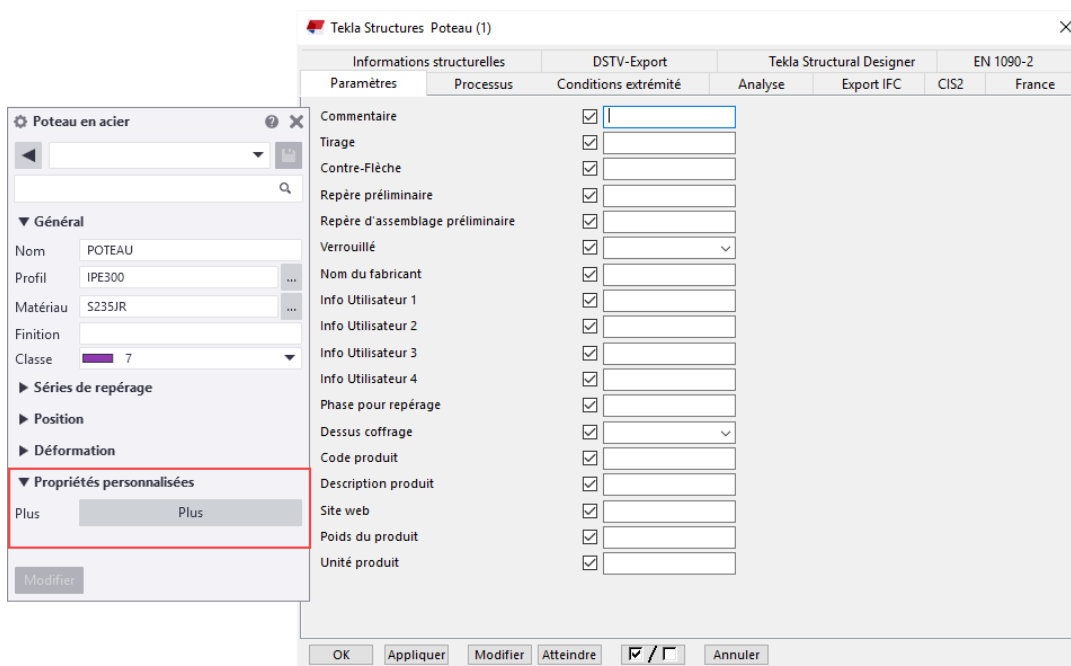 Tekla Structures Poteau (1)
Informations structurelles DSTV-Export Tekla Structural Designer EN 1090-2
Paramètres Processus Conditions extrémité Analyse Export IFC CIS2 France
Commentaire
Tirage
Contre-Flèche
Repère préliminaire
Repère d'assemblage préliminaire
Verrouillé
Nom du fabricant
Info Utilisateur 1
Info Utilisateur 2
Info Utilisateur 3
Info Utilisateur 4
Phase pour repérage
Dessus coffrage
Code produit
Description produit
Site web
Poids du produit
Unité produit
OK Appliquer Modifier Atteindre / Annuler
Poteau en acier
Général
Nom POTEAU
Profil IPE300 ...
Matériau S235JR ...
Finition
Classe 7
Séries de repérage
Position
Déformation
Propriétés personnalisées
Plus Plus
Modifier